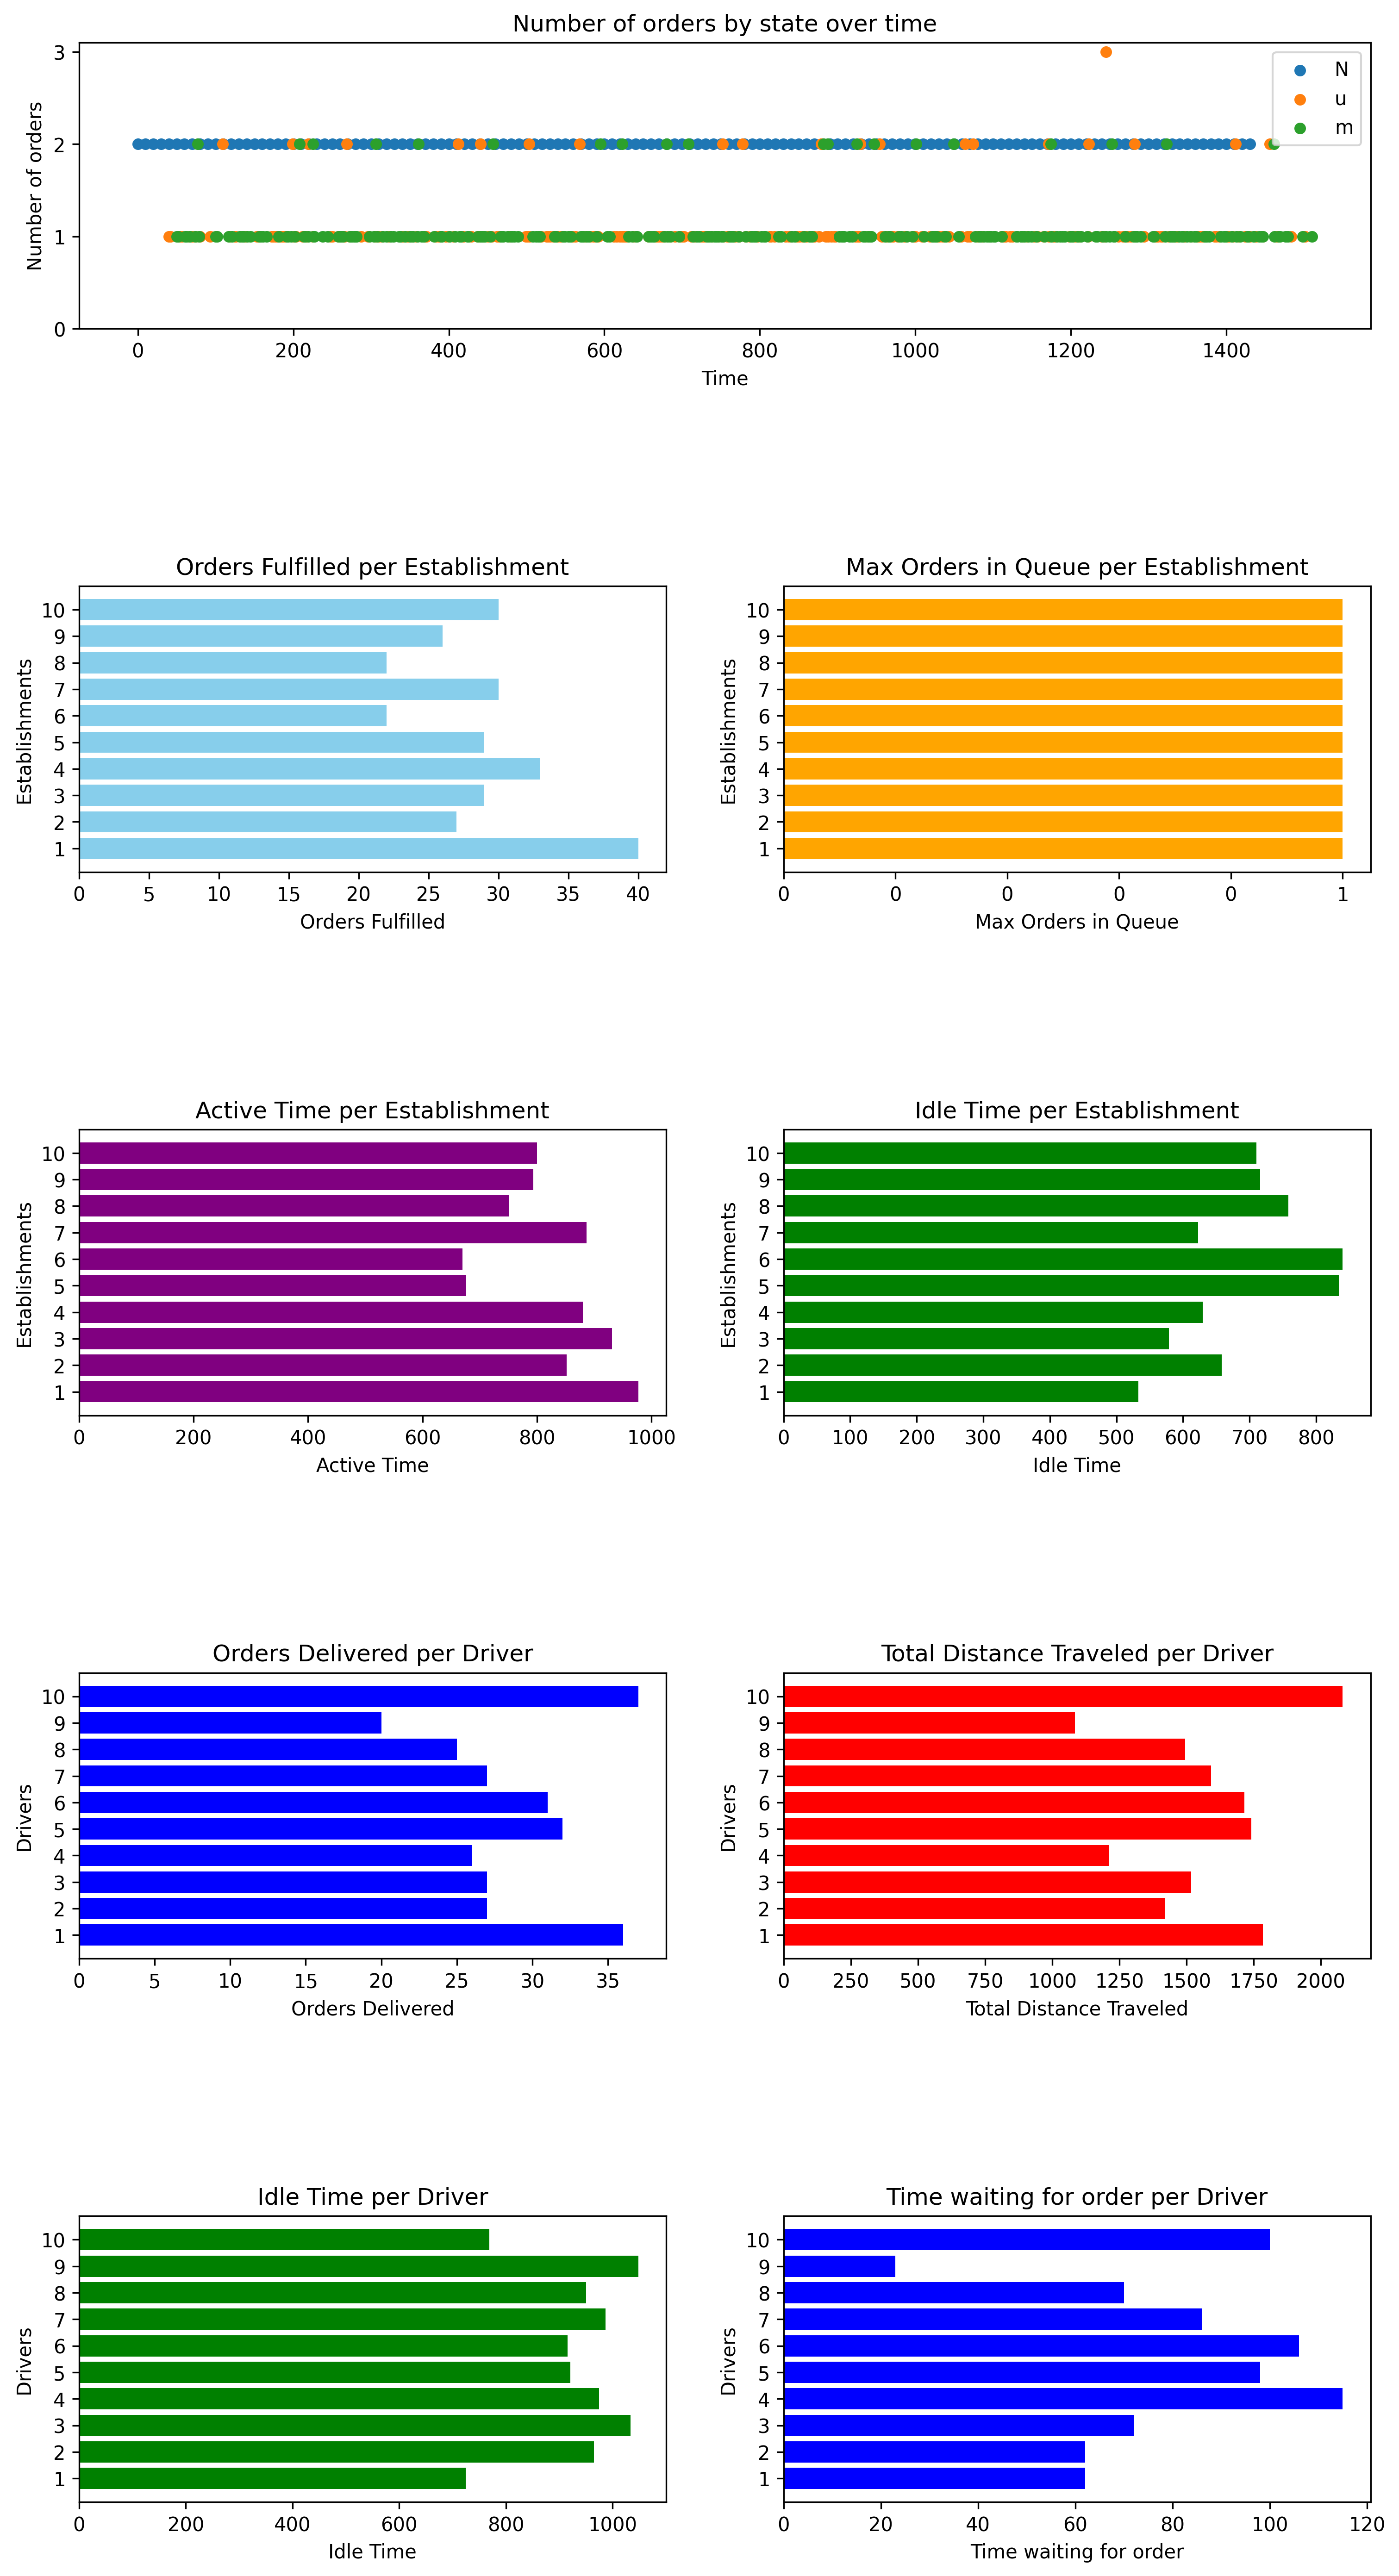 Number of orders by state over time
Number of orders
3
2
1
0
N
u
m
0 200 400 600 800 1000 1200 1400
Time
Orders Fulfilled per Establishment
Establishments
10
9
8
7
6
5
4
3
2
1
0 5 10 15 20 25 30 35 40
Orders Fulfilled
Max Orders in Queue per Establishment
Establishments
10
9
8
7
6
5
4
3
2
1
0 0 0 0 0 1
Max Orders in Queue
Active Time per Establishment
Establishments
10
9
8
7
6
5
4
3
2
1
0 200 400 600 800 1000
Active Time
Idle Time per Establishment
Establishments
10
9
8
7
6
5
4
3
2
1
0 100 200 300 400 500 600 700 800
Idle Time
Orders Delivered per Driver
Drivers
10
9
8
7
6
5
4
3
2
1
0 5 10 15 20 25 30 35
Orders Delivered
Total Distance Traveled per Driver
Drivers
10
9
8
7
6
5
4
3
2
1
0 250 500 750 1000 1250 1500 1750 2000
Total Distance Traveled
Idle Time per Driver
Drivers
10
9
8
7
6
5
4
3
2
1
0 200 400 600 800 1000
Idle Time
Time waiting for order per Driver
Drivers
10
9
8
7
6
5
4
3
2
1
0 20 40 60 80 100 120
Time waiting for order